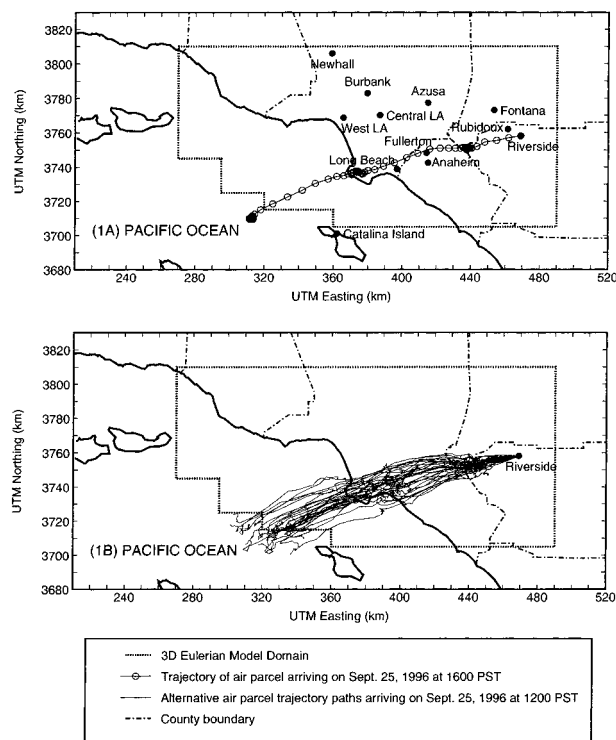 3820
3800
3780
3760
3740
3720
3700
3680
UTM Northing (km)
Newhall
Burbank
Azusa
Fontana
West LA
Central LA
Rubidoux
Fullerton
Riverside
Long Beach
Anaheim
(1A) PACIFIC OCEAN
Catalina Island
240 280 320 360 400 440 480 520
UTM Easting (km)
3820
3800
3780
3760
3740
3720
3700
3680
UTM Northing (km)
Riverside
(1B) PACIFIC OCEAN
240 280 320 360 400 440 480 520
UTM Easting (km)
3D Eulerian Model Domain
Trajectory of air parcel arriving on Sept. 25, 1996 at 1600 PST
Alternative air parcel trajectory paths arriving on Sept. 25, 1996 at 1200 PST
County boundary